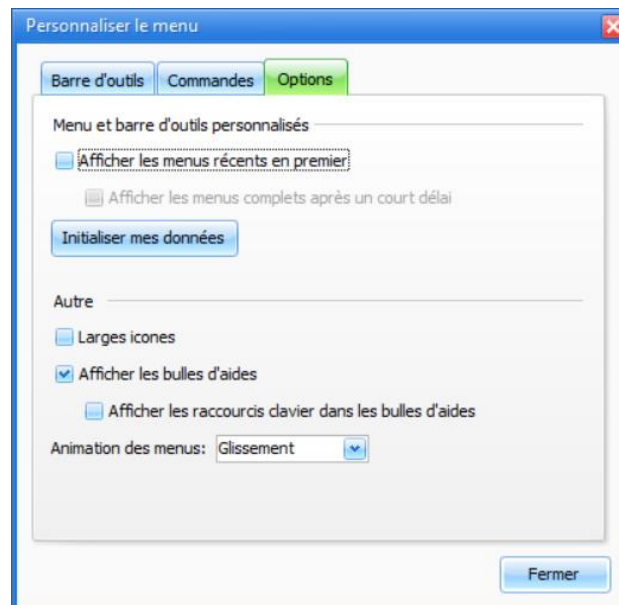 Personnaliser le menu
Barre d'outils Commandes Options
Menu et barre d'outils personnalisés
Afficher les menus récents en premier
Afficher les menus complets après un court délai
Initialiser mes données
Autre
Larges icones
Afficher les bulles d'aides
Afficher les raccourcis clavier dans les bulles d'aides
Animation des menus: Glissement
Fermer